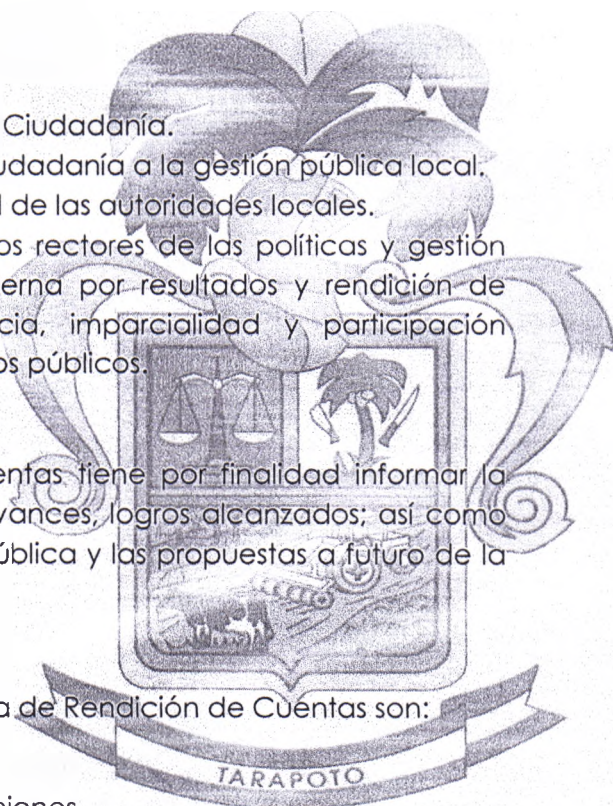 Ciudadanía.
udadanía a la gestión pública local.
de las autoridades locales.
os rectores de las políticas y gestión
erna por resultados y rendición de
cia, imparcialidad y participación
os públicos.
entas tiene por finalidad informar la
vances, logros alcanzados; así como
ública y las propuestas a futuro de la
a de Rendición de Cuentas son:
TARAPOTO